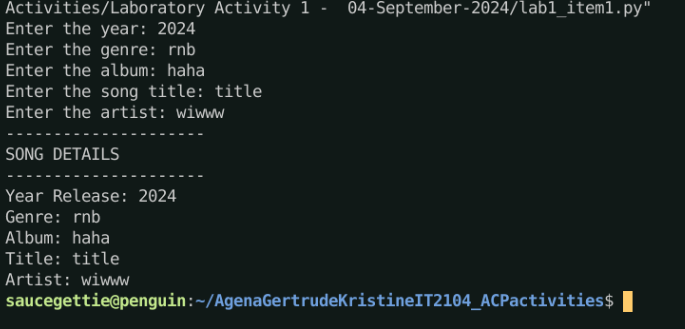 Activities/Laboratory Activity 1 -  04-September-2024/lab1_item1.py"
Enter the year: 2024
Enter the genre: rnb
Enter the album: haha
Enter the song title: title
Enter the artist: wiwww
---------------------
SONG DETAILS
---------------------
Year Release: 2024
Genre: rnb
Album: haha
Title: title
Artist: wiwww
saucegettie@penguin:~/AgenaGertrudeKristineIT2104_ACPactivities$